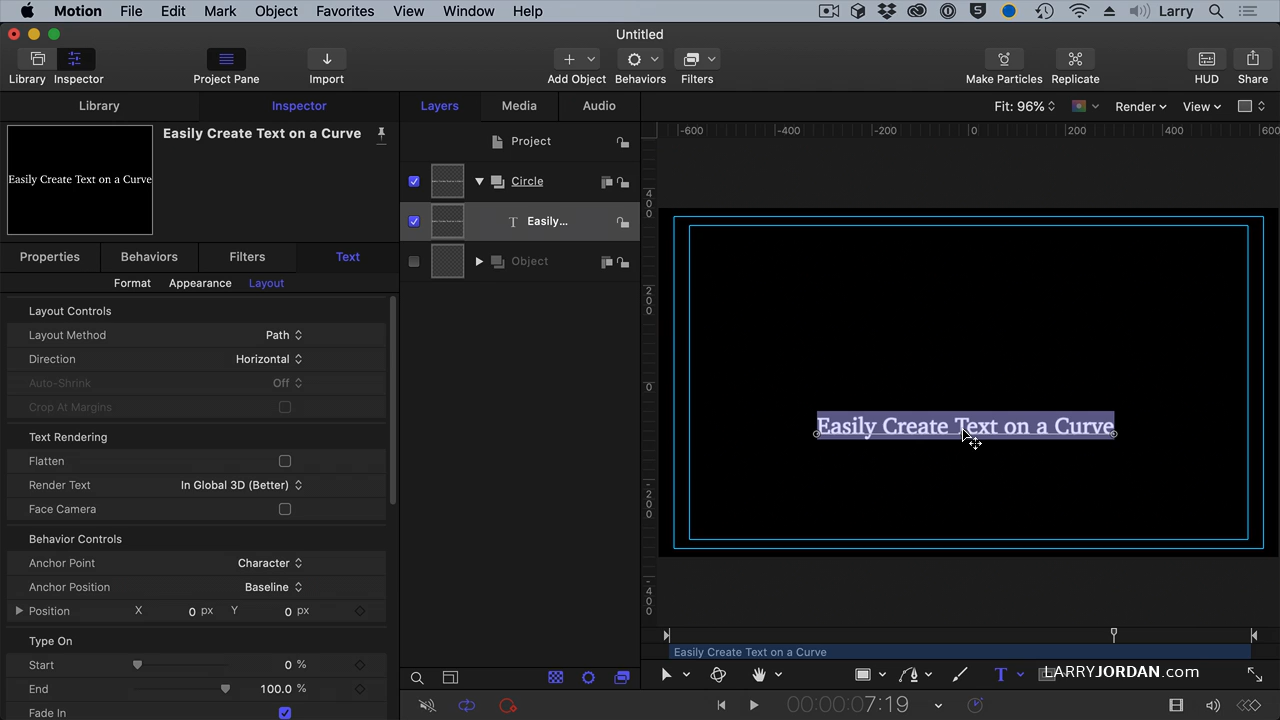 Motion File Edit Mark Object Favorites View Window Help Larry
Untitled
Library Inspector Project Pane Import Add Object Behaviors Filters Make Particles Replicate HUD Share
Library Inspector Layers Media Audio Fit: 96% Render View
Easily Create Text on a Curve
Easily Create Text on a Curve
Project
Circle
Easily...
Object
-600 -400 -200 0 200 400 600
400
200
0
-200
-400
Properties Behaviors Filters Text
Format Appearance Layout
Layout Controls
Layout Method Path
Direction Horizontal
Auto-Shrink Off
Crop At Margins
Text Rendering
Flatten
Render Text In Global 3D (Better)
Face Camera
Behavior Controls
Anchor Point Character
Anchor Position Baseline
Position X 0 px Y 0 px
Type On
Start 0 %
End 100.0 %
Fade In
Easily Create Text on a Curve
Easily Create Text on a Curve
T LARRYJORDAN.com
00:00:07:19